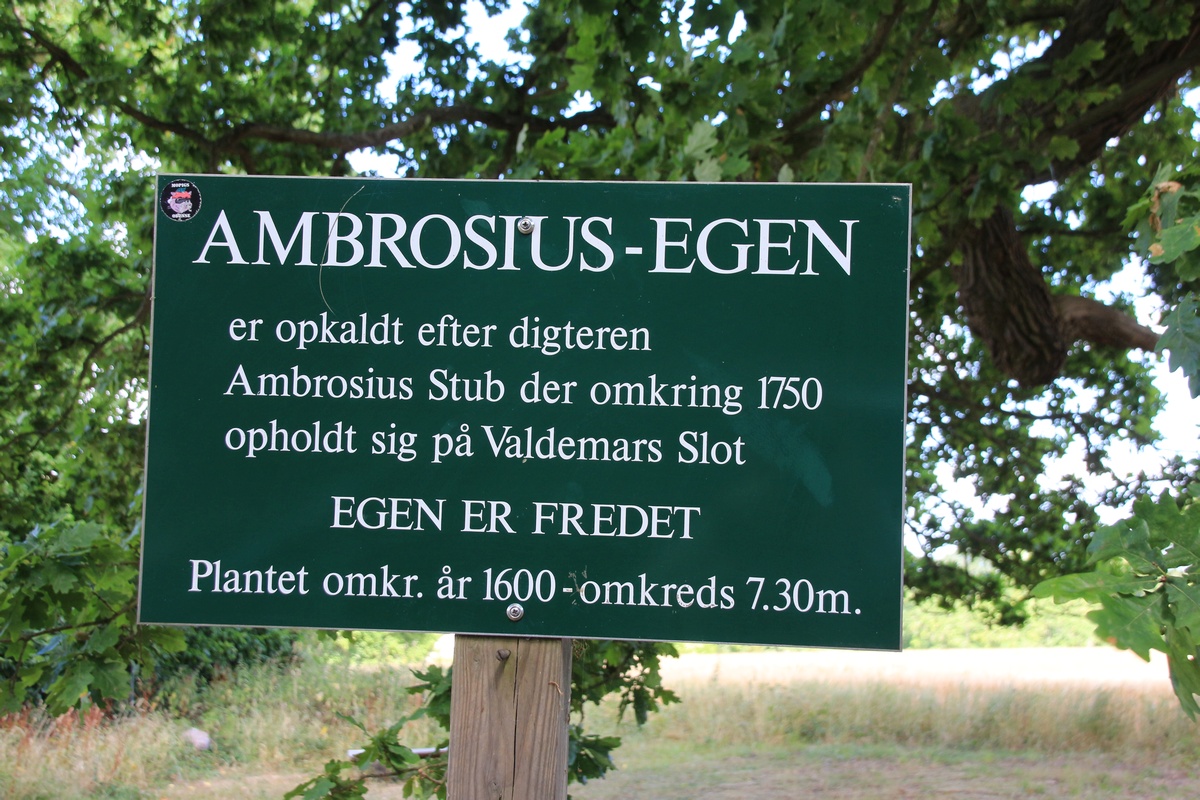 AMBROSIUS-EGEN
er opkaldt efter digteren
Ambrosius Stub der omkring 1750
opholdt sig på Valdemars Slot
EGEN ER FREDET
Plantet omkr. år 1600-omkreds 7.30m.